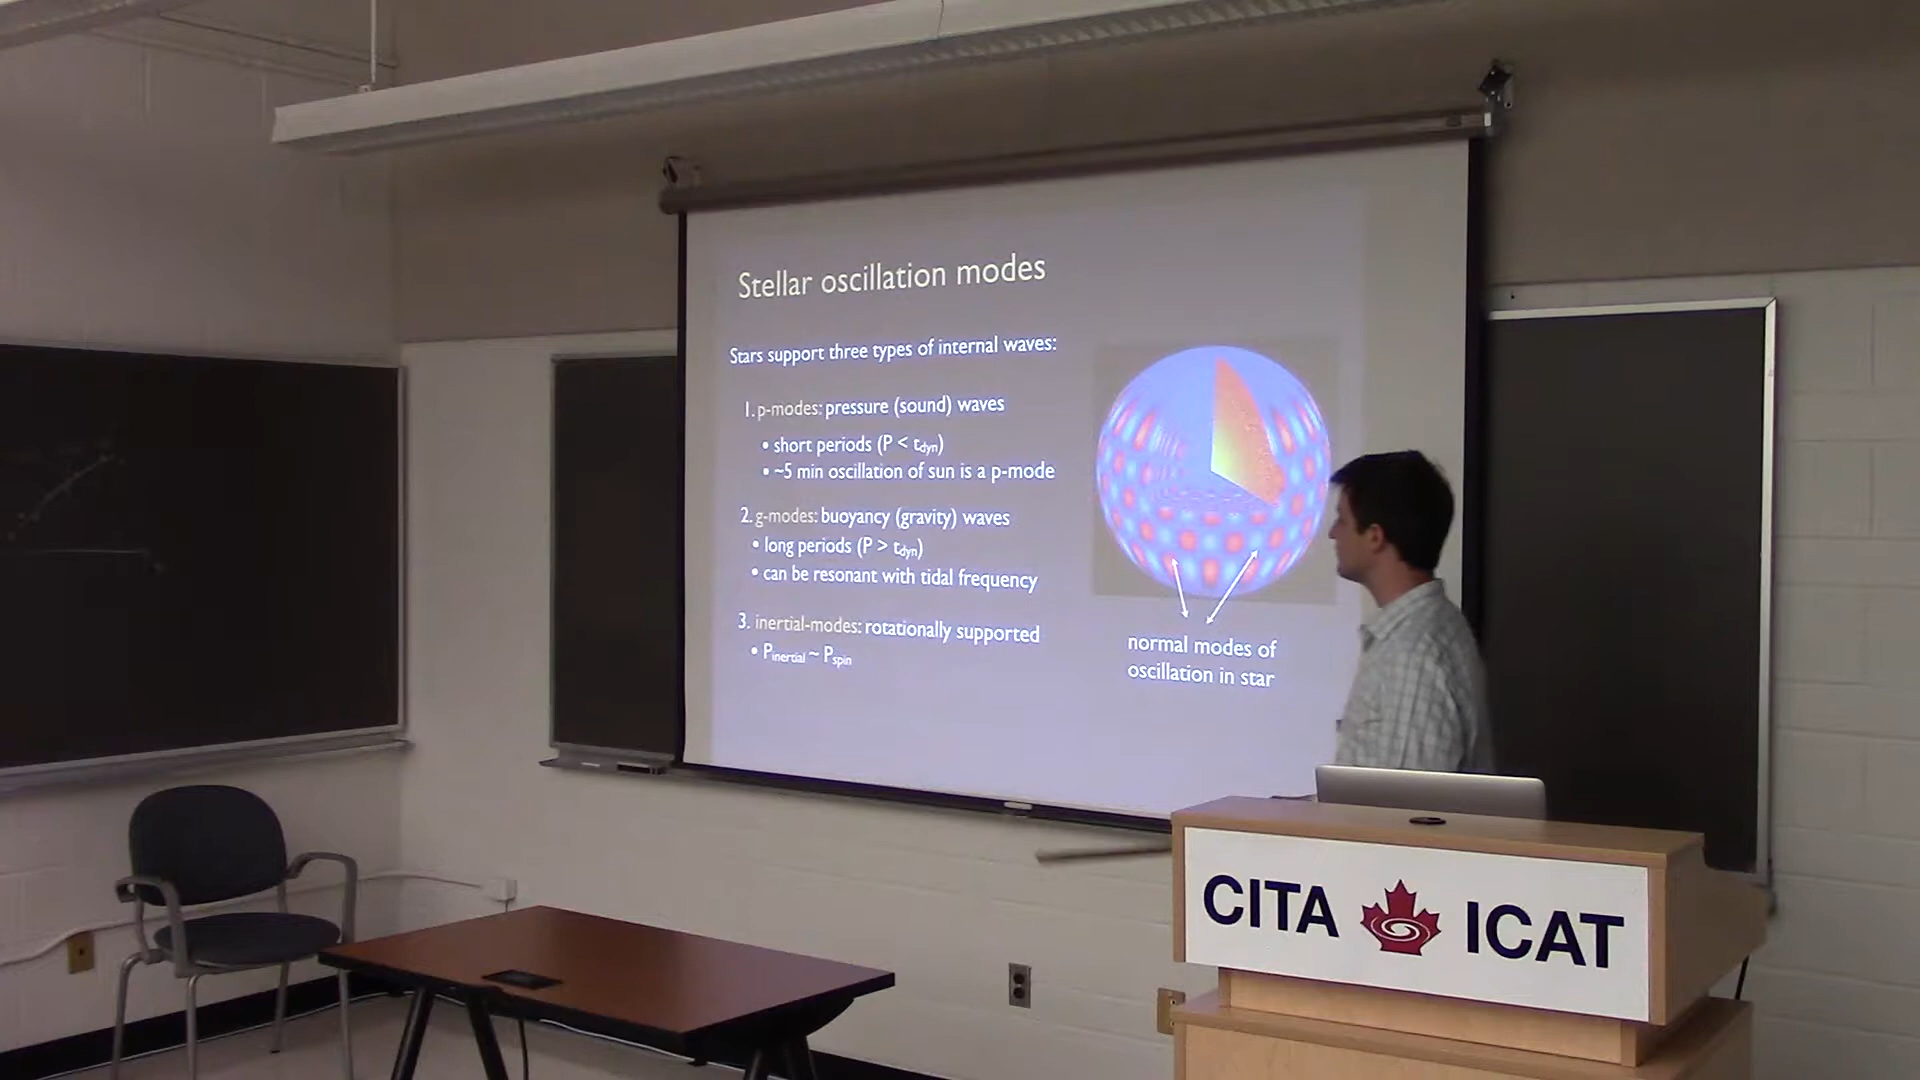 Stellar oscillation modes
Stars support three types of internal waves:
1. p-modes: pressure (sound) waves
• short periods (P < tdyn)
• ~5 min oscillation of sun is a p-mode
2. g-modes: buoyancy (gravity) waves
• long periods (P > tdyn)
• can be resonant with tidal frequency
3. inertial-modes: rotationally supported
• Pinertial ~ Pspin
normal modes of
oscillation in star
CITA ICAT